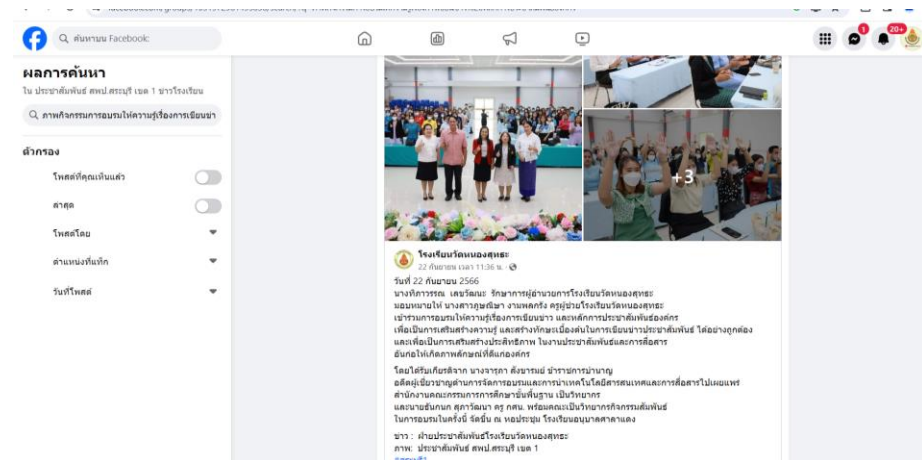 ค้นหาบน Facebook
1
20+
ผลการค้นหา
ใน ประชาสัมพันธ์ สพป.สระบุรี เขต 1 ข่าวโรงเรียน
ภาพกิจกรรมการอบรมให้ความรู้เรื่องการเขียนข่า
ตัวกรอง
โพสต์ที่คุณเห็นแล้ว
ล่าสุด
โพสต์โดย
ตำแหน่งที่แท็ก
วันที่โพสต์
+3
โรงเรียนวัดหนองสุทธะ
22 กันยายน เวลา 11:36 น.
วันที่ 22 กันยายน 2566
นางทิภาวรรณ เลขวัฒนะ รักษาการผู้อำนวยการโรงเรียนวัดหนองสุทธะ
มอบหมายให้ นางสาวภูษณิษา งามพลกรัง ครูผู้ช่วยโรงเรียนวัดหนองสุทธะ
เข้าร่วมการอบรมให้ความรู้เรื่องการเขียนข่าว และหลักการประชาสัมพันธ์องค์กร
เพื่อเป็นการเสริมสร้างความรู้ และสร้างทักษะเบื้องต้นในการเขียนข่าวประชาสัมพันธ์ ได้อย่างถูกต้อง
และเพื่อเป็นการเสริมสร้างประสิทธิภาพ ในงานประชาสัมพันธ์และการสื่อสาร
อันก่อให้เกิดภาพลักษณ์ที่ดีแก่องค์กร
โดยได้รับเกียรติจาก นางจารุภา สังขารมย์ ข้าราชการบำนาญ
อดีตผู้เชี่ยวชาญด้านการจัดการอบรมและการนำเทคโนโลยีสารสนเทศและการสื่อสารไปเผยแพร่
สำนักงานคณะกรรมการการศึกษาขั้นพื้นฐาน เป็นวิทยากร
และนายธันกนก สุภาวัฒนา ครู กศน. พร้อมคณะเป็นวิทยากรกิจกรรมสัมพันธ์
ในการอบรมในครั้งนี้ จัดขึ้น ณ หอประชุม โรงเรียนอนุบาลศาลาแดง
ข่าว : ฝ่ายประชาสัมพันธ์โรงเรียนวัดหนองสุทธะ
ภาพ: ประชาสัมพันธ์ สพป.สระบุรี เขต 1